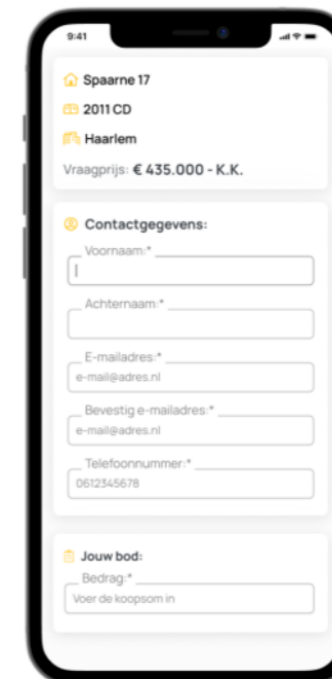 9:41
Spaarne 17
2011 CD
Haarlem
Vraagprijs: € 435.000 - K.K.
Contactgegevens:
Voornaam:*
Achternaam:*
E-mailadres:*
e-mail@adres.nl
Bevestig e-mailadres:*
e-mail@adres.nl
Telefoonnummer:*
0612345678
Jouw bod:
Bedrag:*
Voer de koopsom in